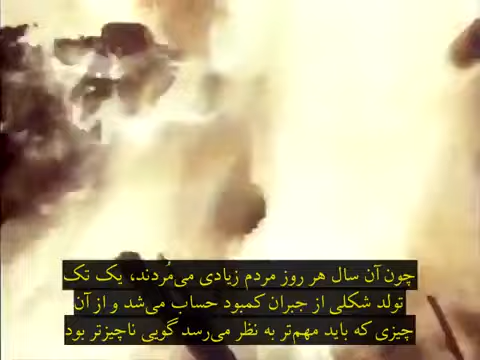 چون آن سال هر روز مردم زیادی می‌مُردند، یک تک
تولد شکلی از جبران کمبود حساب می‌شد و از آن
چیزی که باید مهم‌تر به نظر می‌رسد گویی ناچیزتر بود